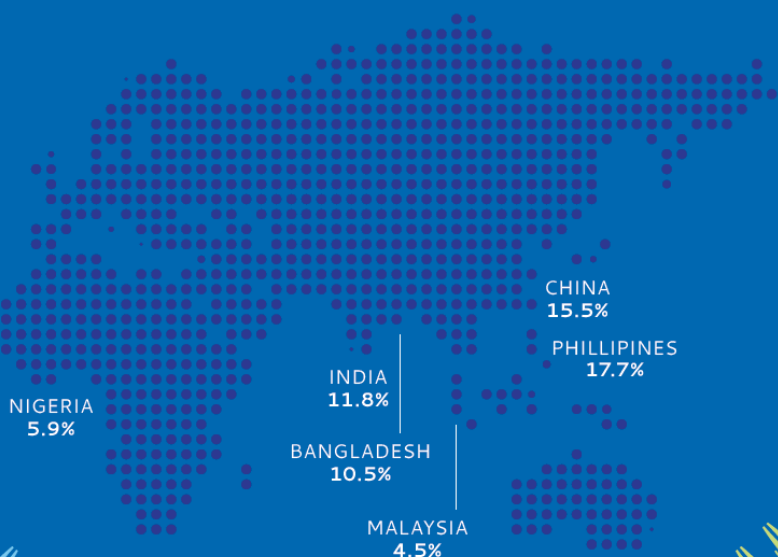 CHINA
15.5%
PHILLIPINES
17.7%
INDIA
11.8%
NIGERIA
5.9%
BANGLADESH
10.5%
MALAYSIA
4.5%